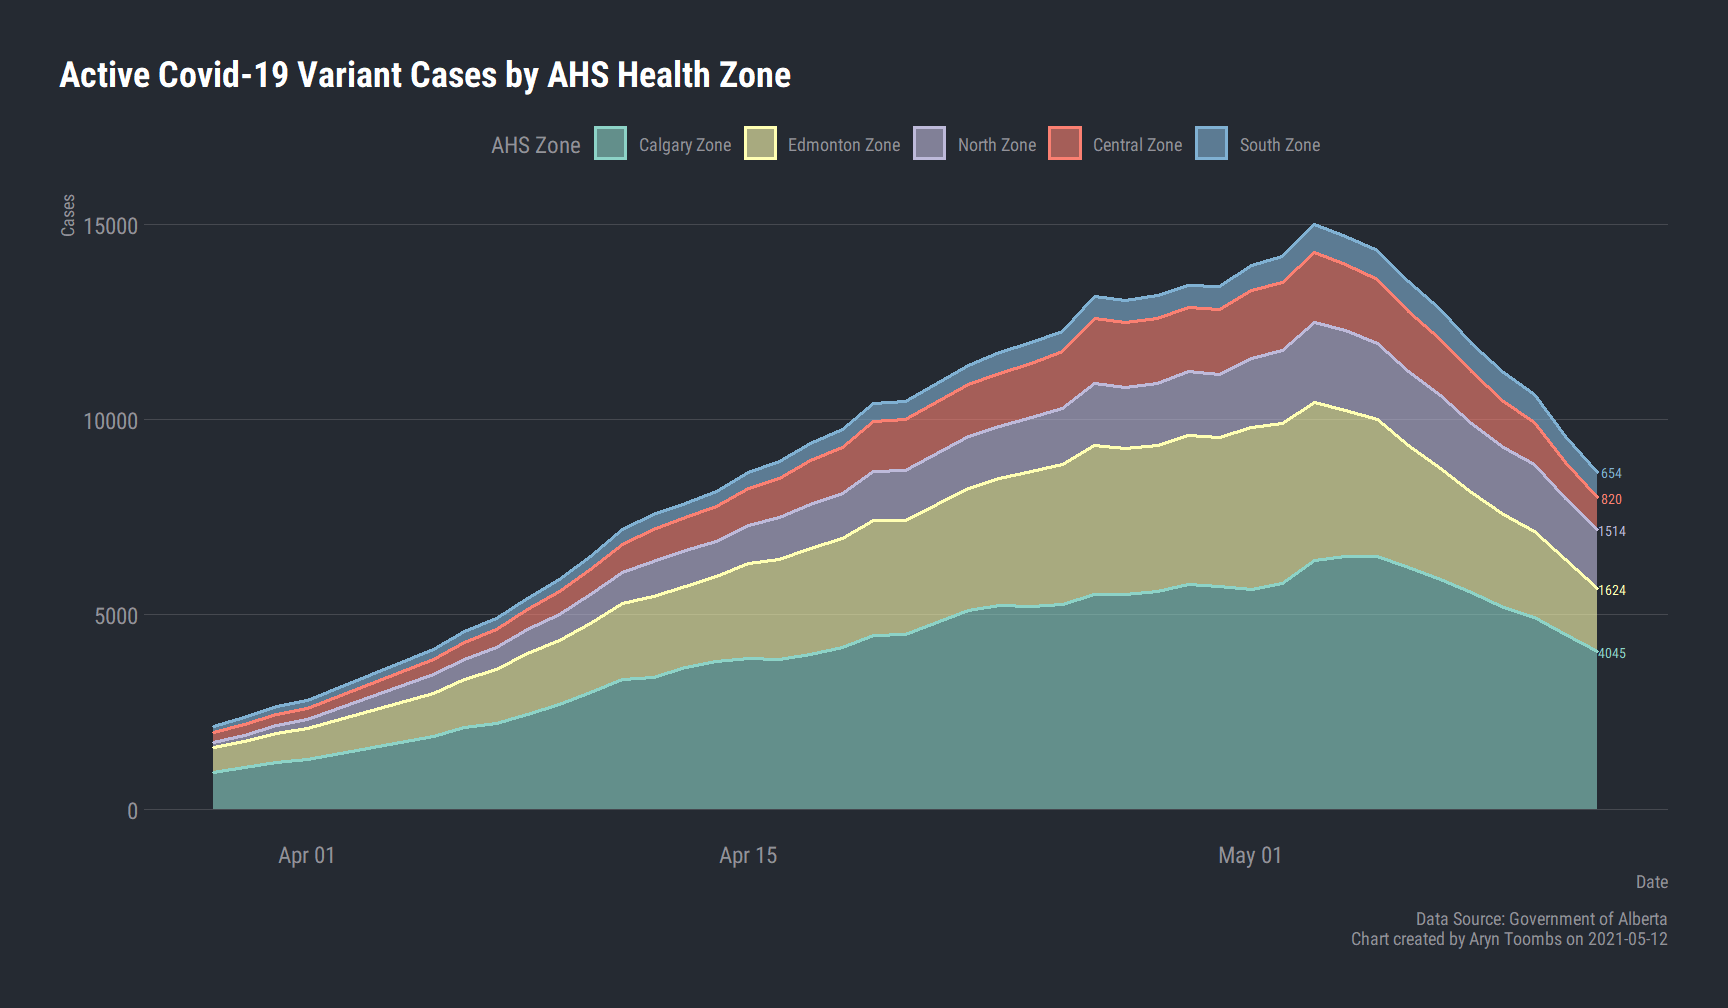 Active Covid-19 Variant Cases by AHS Health Zone
AHS Zone Calgary Zone Edmonton Zone North Zone Central Zone South Zone
Cases
15000
10000
5000
0
654
820
1514
1624
4045
Apr 01 Apr 15 May 01
Date
Data Source: Government of Alberta
Chart created by Aryn Toombs on 2021-05-12